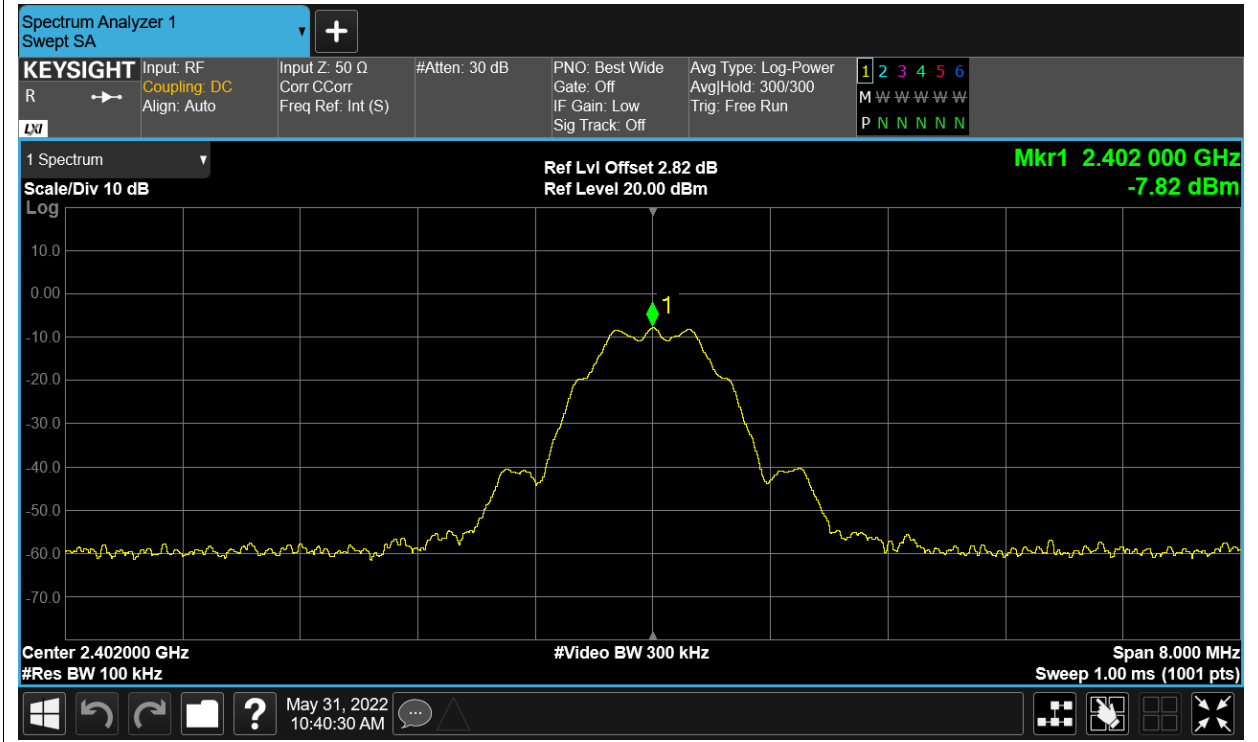 Spectrum Analyzer 1
Swept SA
KEYSIGHT
R
LXI
Input: RF
Coupling: DC
Align: Auto
Input Z: 50 Ω
Corr CCorr
Freq Ref: Int (S)
#Atten: 30 dB
PNO: Best Wide
Gate: Off
IF Gain: Low
Sig Track: Off
Avg Type: Log-Power
Avg|Hold: 300/300
Trig: Free Run
1 2 3 4 5 6
M W W W W W
P N N N N N
1 Spectrum
Scale/Div 10 dB
Log
Ref Lvl Offset 2.82 dB
Ref Level 20.00 dBm
Mkr1 2.402 000 GHz
-7.82 dBm
10.0
0.00
1
-10.0
-20.0
-30.0
-40.0
-50.0
-60.0
-70.0
Center 2.402000 GHz
#Video BW 300 kHz
Span 8.000 MHz
#Res BW 100 kHz
Sweep 1.00 ms (1001 pts)
?
May 31, 2022
10:40:30 AM